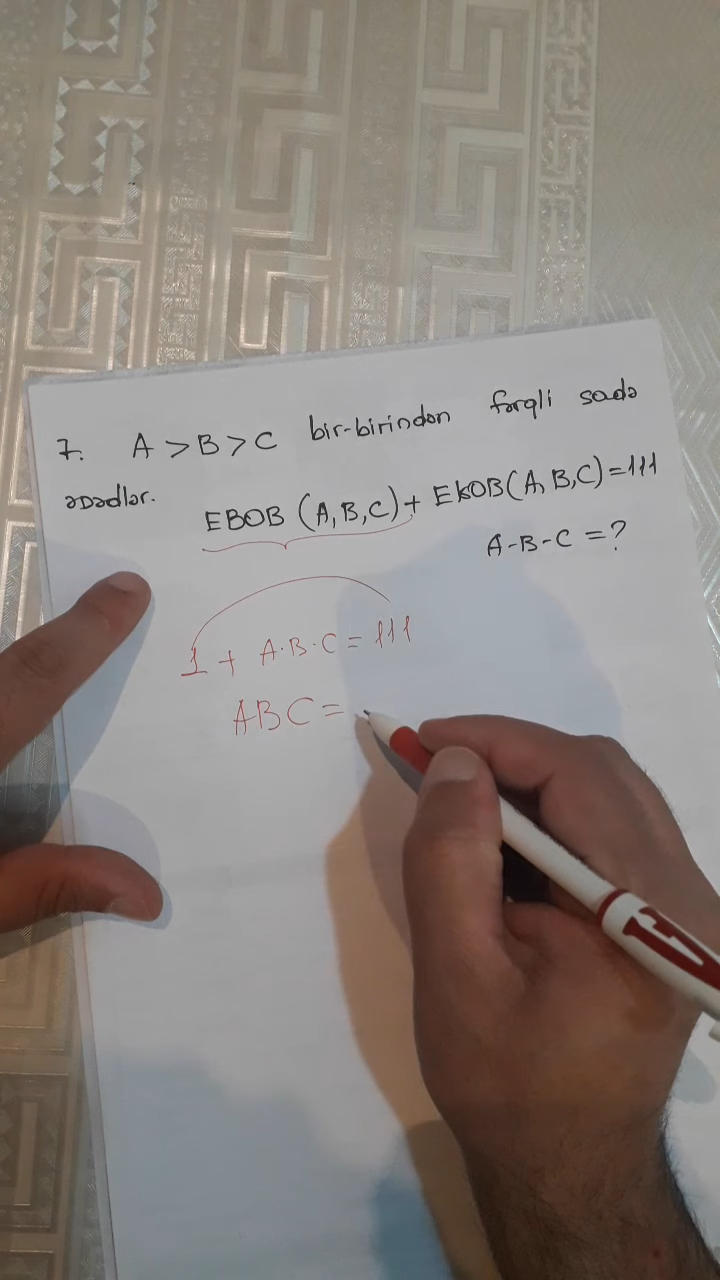 7. A > B > C bir-birindən fərqli sadə
ədədlər.
EBOB (A,B,C) + EKOB(A,B,C)=111
A-B-C =?
1 + A·B·C = 111
ABC =